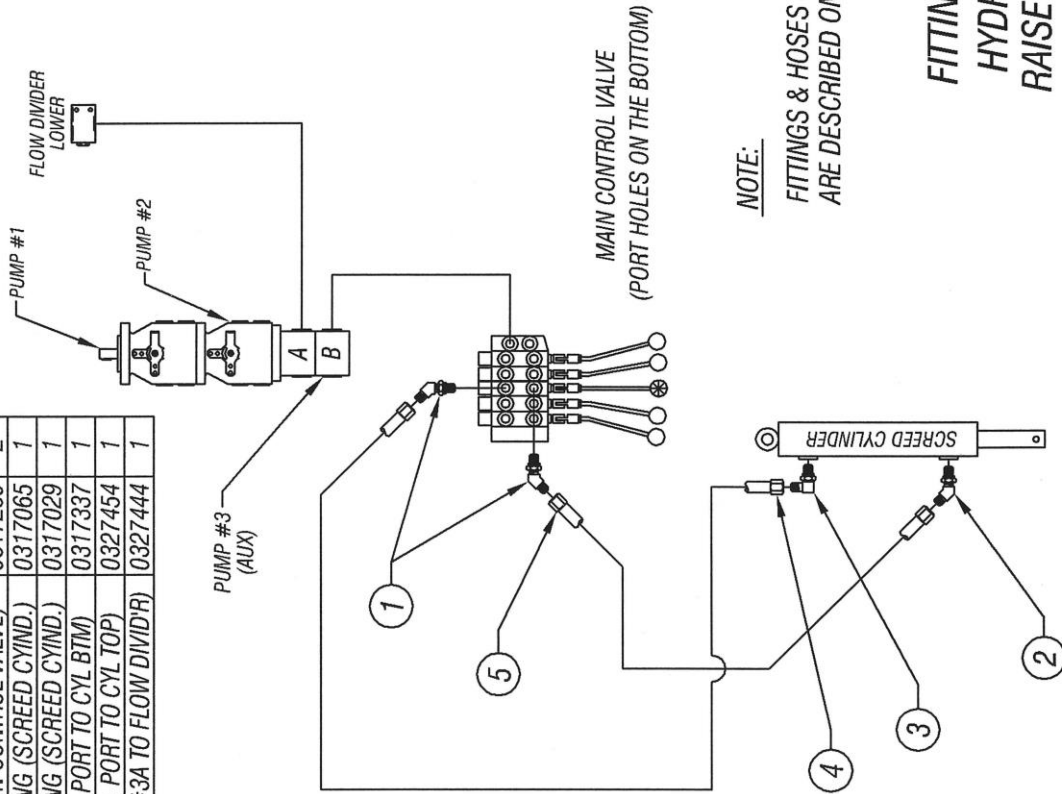 NG (SCREED CYIND.) 0317065 1
NG (SCREED CYIND.) 0317029 1
PORT TO CYL BTM) 0317337 1
PORT TO CYL TOP) 0327454 1
#3A TO FLOW DIVID'R) 0327444 1
PUMP #1
PUMP #2
FLOW DIVIDER
LOWER
PUMP #3
(AUX)
A
B
MAIN CONTROL VALVE
(PORT HOLES ON THE BOTTOM)
1
5
SCREED CYLINDER
4
3
2
NOTE:
FITTINGS & HOSES
ARE DESCRIBED ON
FITTIN
HYDR
RAISE